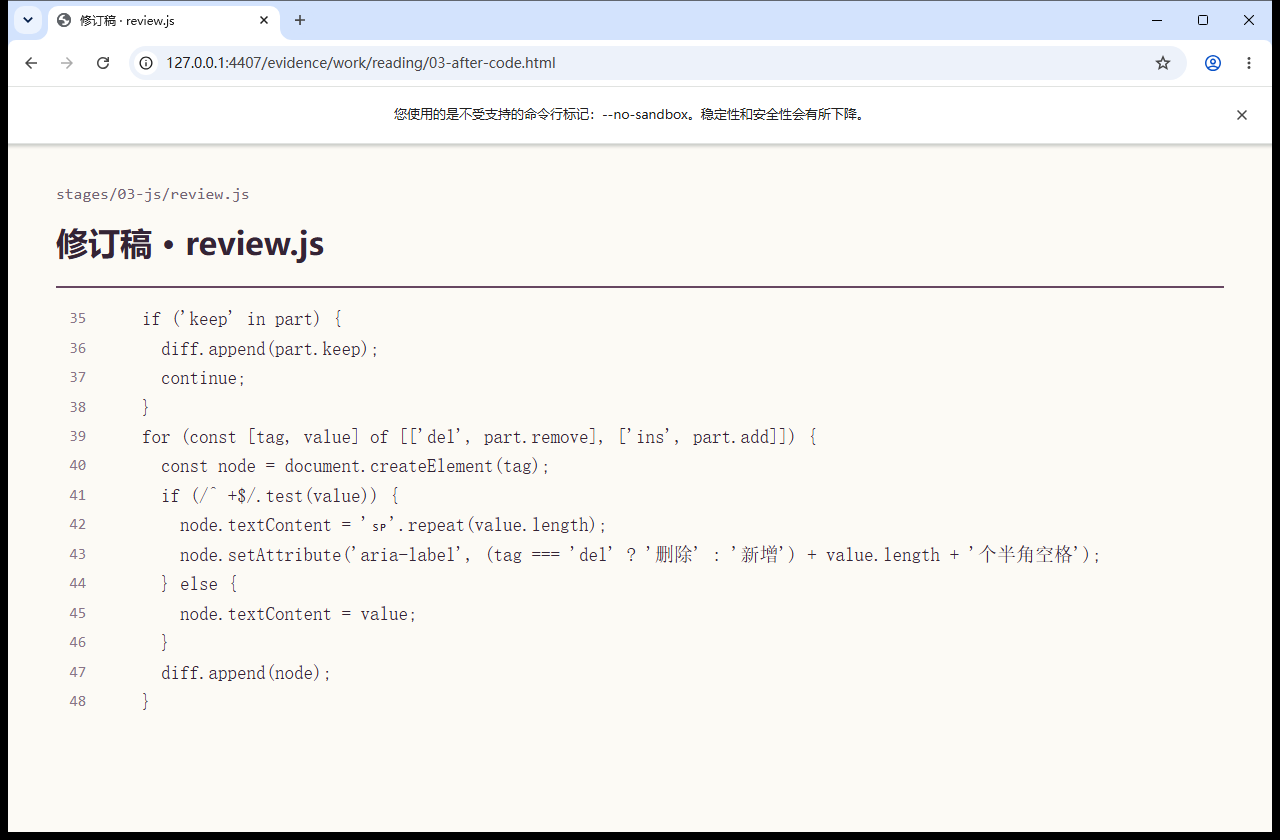 修订稿 · review.js
127.0.0.1:4407/evidence/work/reading/03-after-code.html
您使用的是不受支持的命令行标记：--no-sandbox。稳定性和安全性会有所下降。
stages/03-js/review.js
修订稿 · review.js
35 if ('keep' in part) {
36 diff.append(part.keep);
37 continue;
38 }
39 for (const [tag, value] of [['del', part.remove], ['ins', part.add]]) {
40 const node = document.createElement(tag);
41 if (/^ +$/.test(value)) {
42 node.textContent = '␠'.repeat(value.length);
43 node.setAttribute('aria-label', (tag === 'del' ? '删除' : '新增') + value.length + '个半角空格');
44 } else {
45 node.textContent = value;
46 }
47 diff.append(node);
48 }